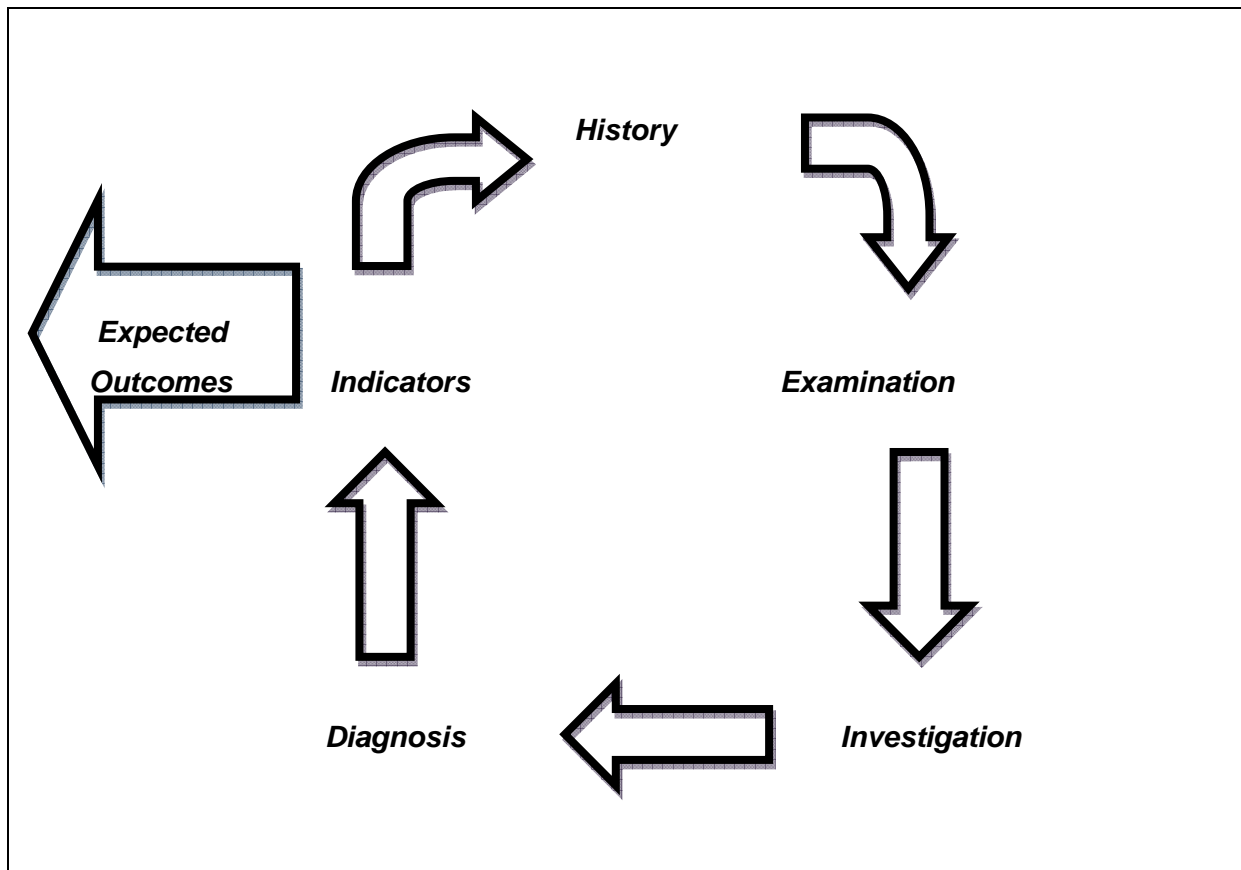 History
Expected
Outcomes
Indicators
Examination
Diagnosis
Investigation